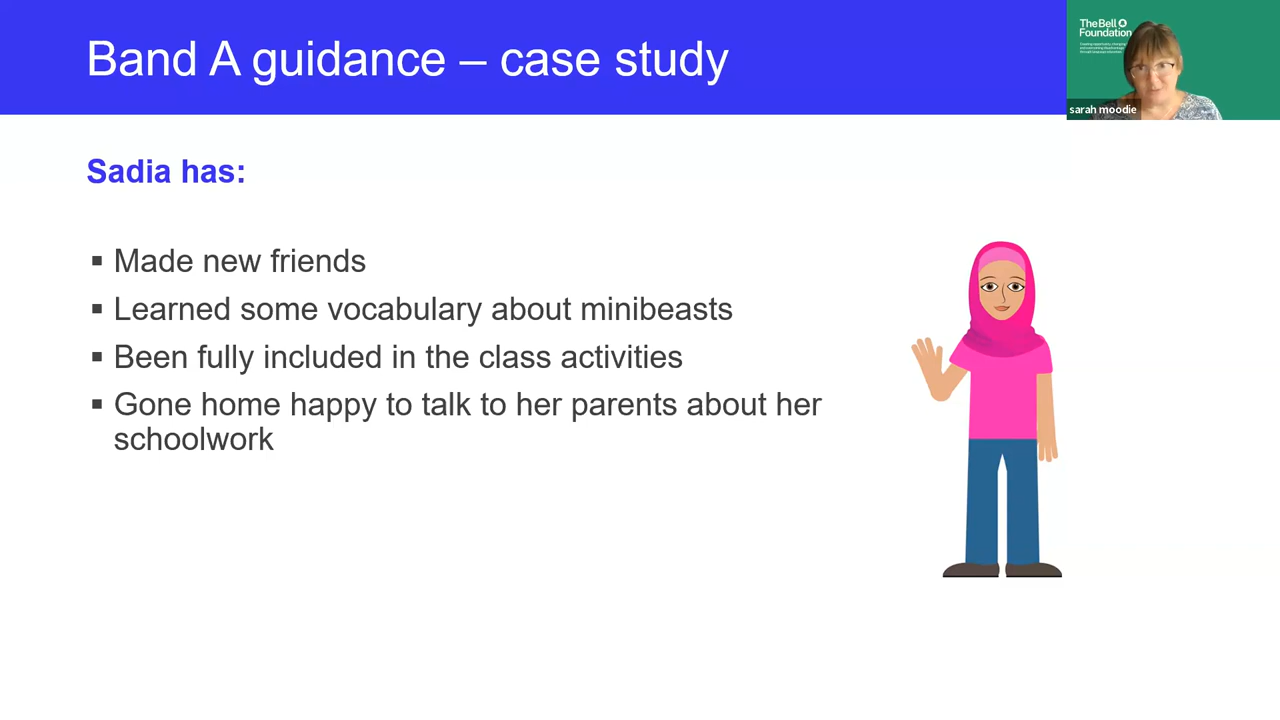 Band A guidance – case study
The Bell
Foundation
sarah moodie
Sadia has:
▪ Made new friends
▪ Learned some vocabulary about minibeasts
▪ Been fully included in the class activities
▪ Gone home happy to talk to her parents about her
schoolwork